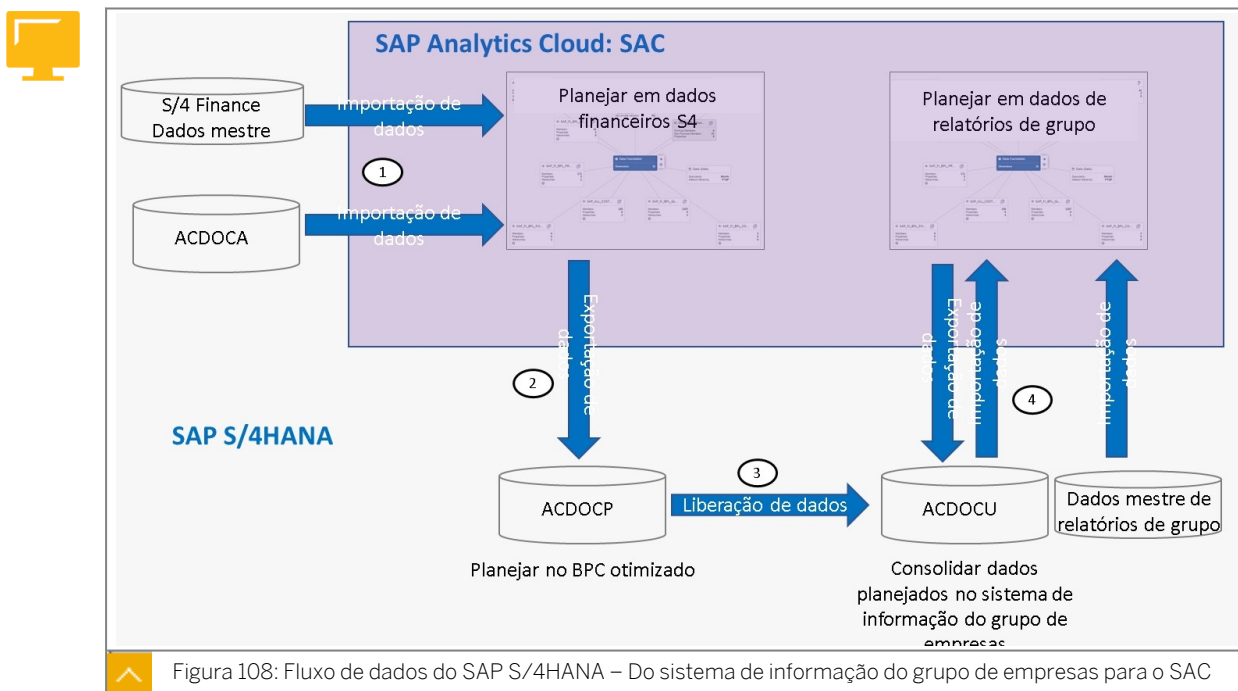 SAP Analytics Cloud: SAC
S/4 Finance
Dados mestre
Importação de
dados
Planejar em dados
financeiros S4
Planejar em dados de
relatórios de grupo
1
ACDOCA
Importação de
dados
Exportação de
dados
Exportação de
dados
Importação de
dados
Importação de
dados
2
4
SAP S/4HANA
3
ACDOCP
Liberação de dados
ACDOCU
Dados mestre de
relatórios de grupo
Planejar no BPC otimizado
Consolidar dados
planejados no sistema de
informação do grupo de
empresas
Figura 108: Fluxo de dados do SAP S/4HANA – Do sistema de informação do grupo de empresas para o SAC